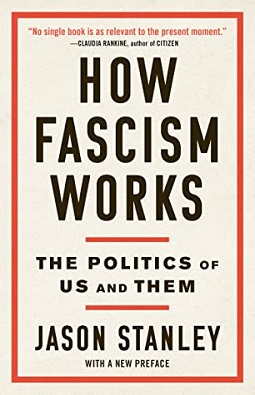 "No single book is as relevant to the present moment."
—CLAUDIA RANKINE, author of CITIZEN
HOW
FASCISM
WORKS
THE POLITICS OF
US AND THEM
JASON STANLEY
WITH A NEW PREFACE